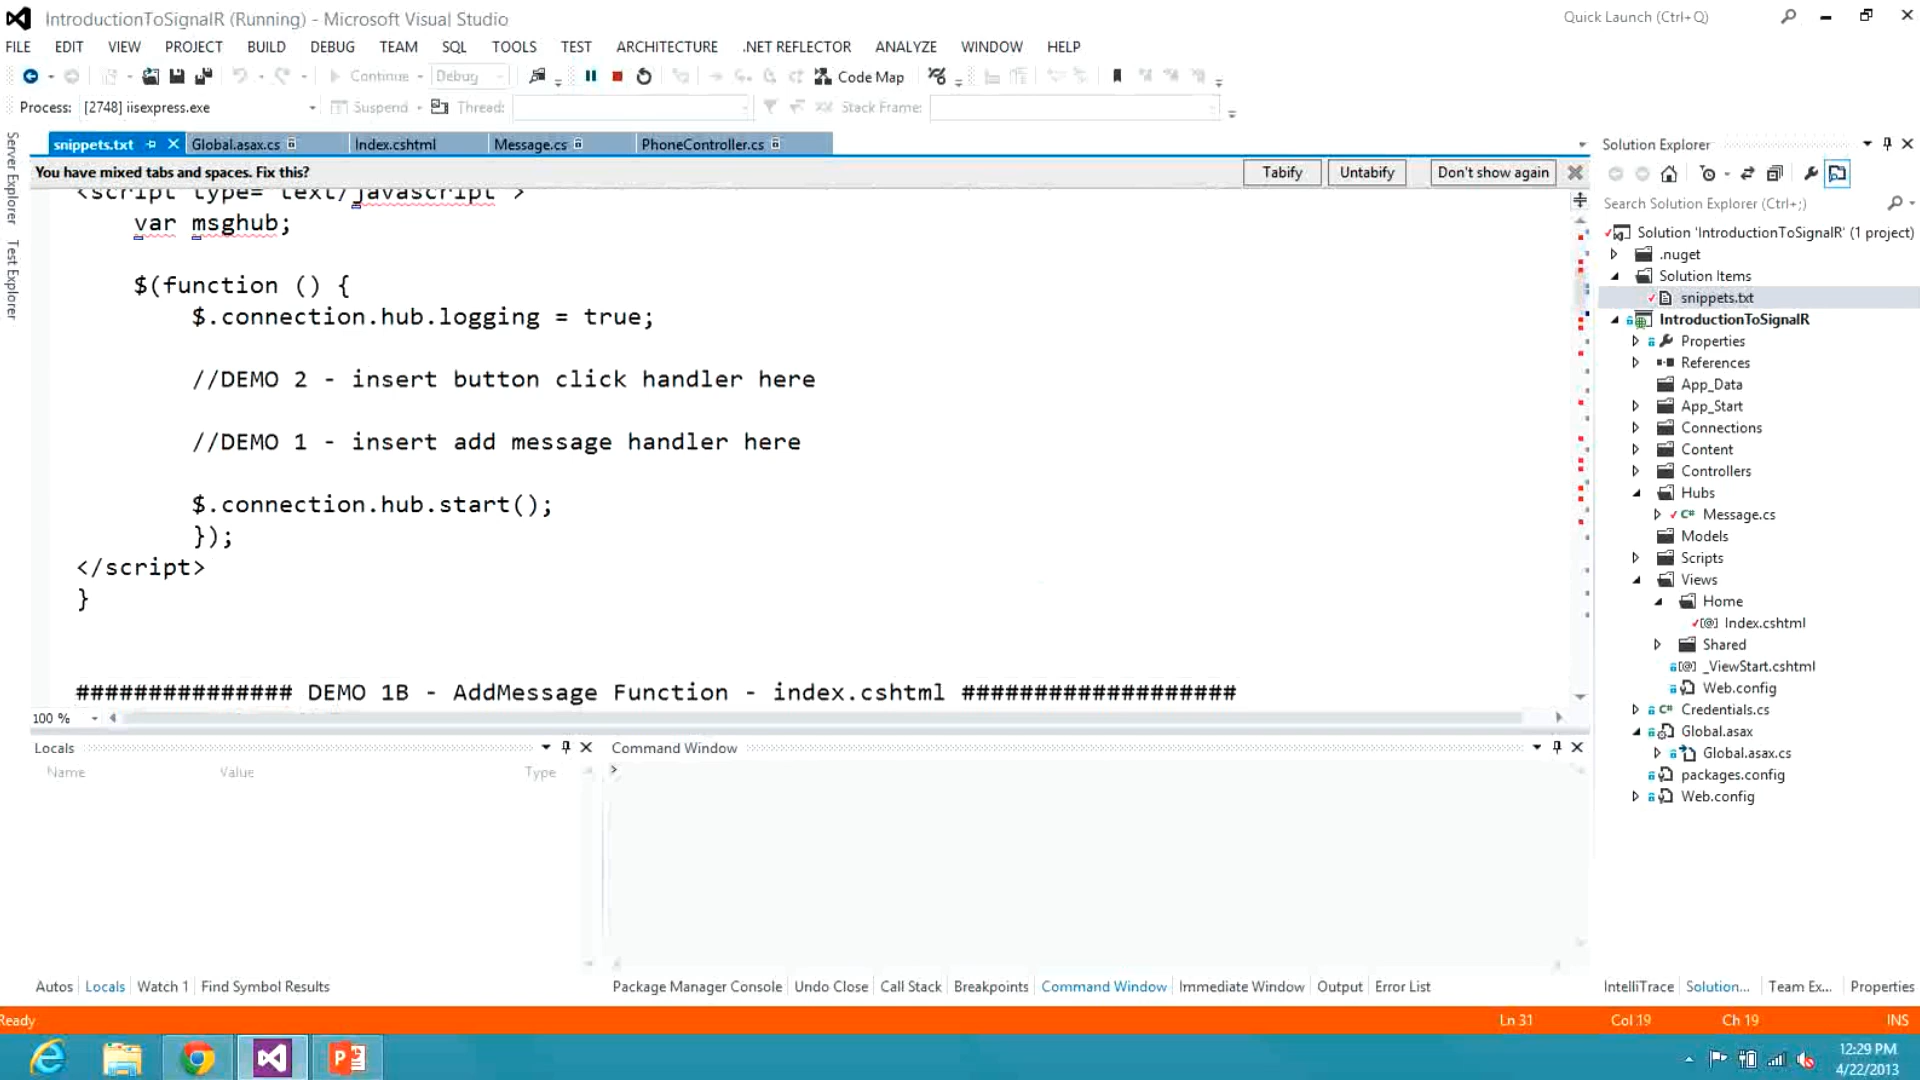 IntroductionToSignalR (Running) - Microsoft Visual Studio
Quick Launch (Ctrl+Q)
FILE EDIT VIEW PROJECT BUILD DEBUG TEAM SQL TOOLS TEST ARCHITECTURE .NET REFLECTOR ANALYZE WINDOW HELP
Continue Debug Code Map
Process: [2748] iisexpress.exe Suspend Thread: Stack Frame:
Server Explorer
Test Explorer
snippets.txt Global.asax.cs Index.cshtml Message.cs PhoneController.cs
You have mixed tabs and spaces. Fix this? Tabify Untabify Don't show again
<script type="text/javascript">
var msghub;
$(function () {
$.connection.hub.logging = true;
//DEMO 2 - insert button click handler here
//DEMO 1 - insert add message handler here
$.connection.hub.start();
});
</script>
}
############### DEMO 1B - AddMessage Function - index.cshtml ###################
100 %
Locals
Name Value Type
Command Window
>
Autos Locals Watch 1 Find Symbol Results
Package Manager Console Undo Close Call Stack Breakpoints Command Window Immediate Window Output Error List
Solution Explorer
Search Solution Explorer (Ctrl+;)
Solution 'IntroductionToSignalR' (1 project)
.nuget
Solution Items
snippets.txt
IntroductionToSignalR
Properties
References
App_Data
App_Start
Connections
Content
Controllers
Hubs
C# Message.cs
Models
Scripts
Views
Home
[@] Index.cshtml
Shared
[@] _ViewStart.cshtml
Web.config
C# Credentials.cs
Global.asax
Global.asax.cs
packages.config
Web.config
IntelliTrace Solution... Team Ex... Properties
Ready Ln 31 Col 19 Ch 19 INS
12:29 PM
4/22/2013